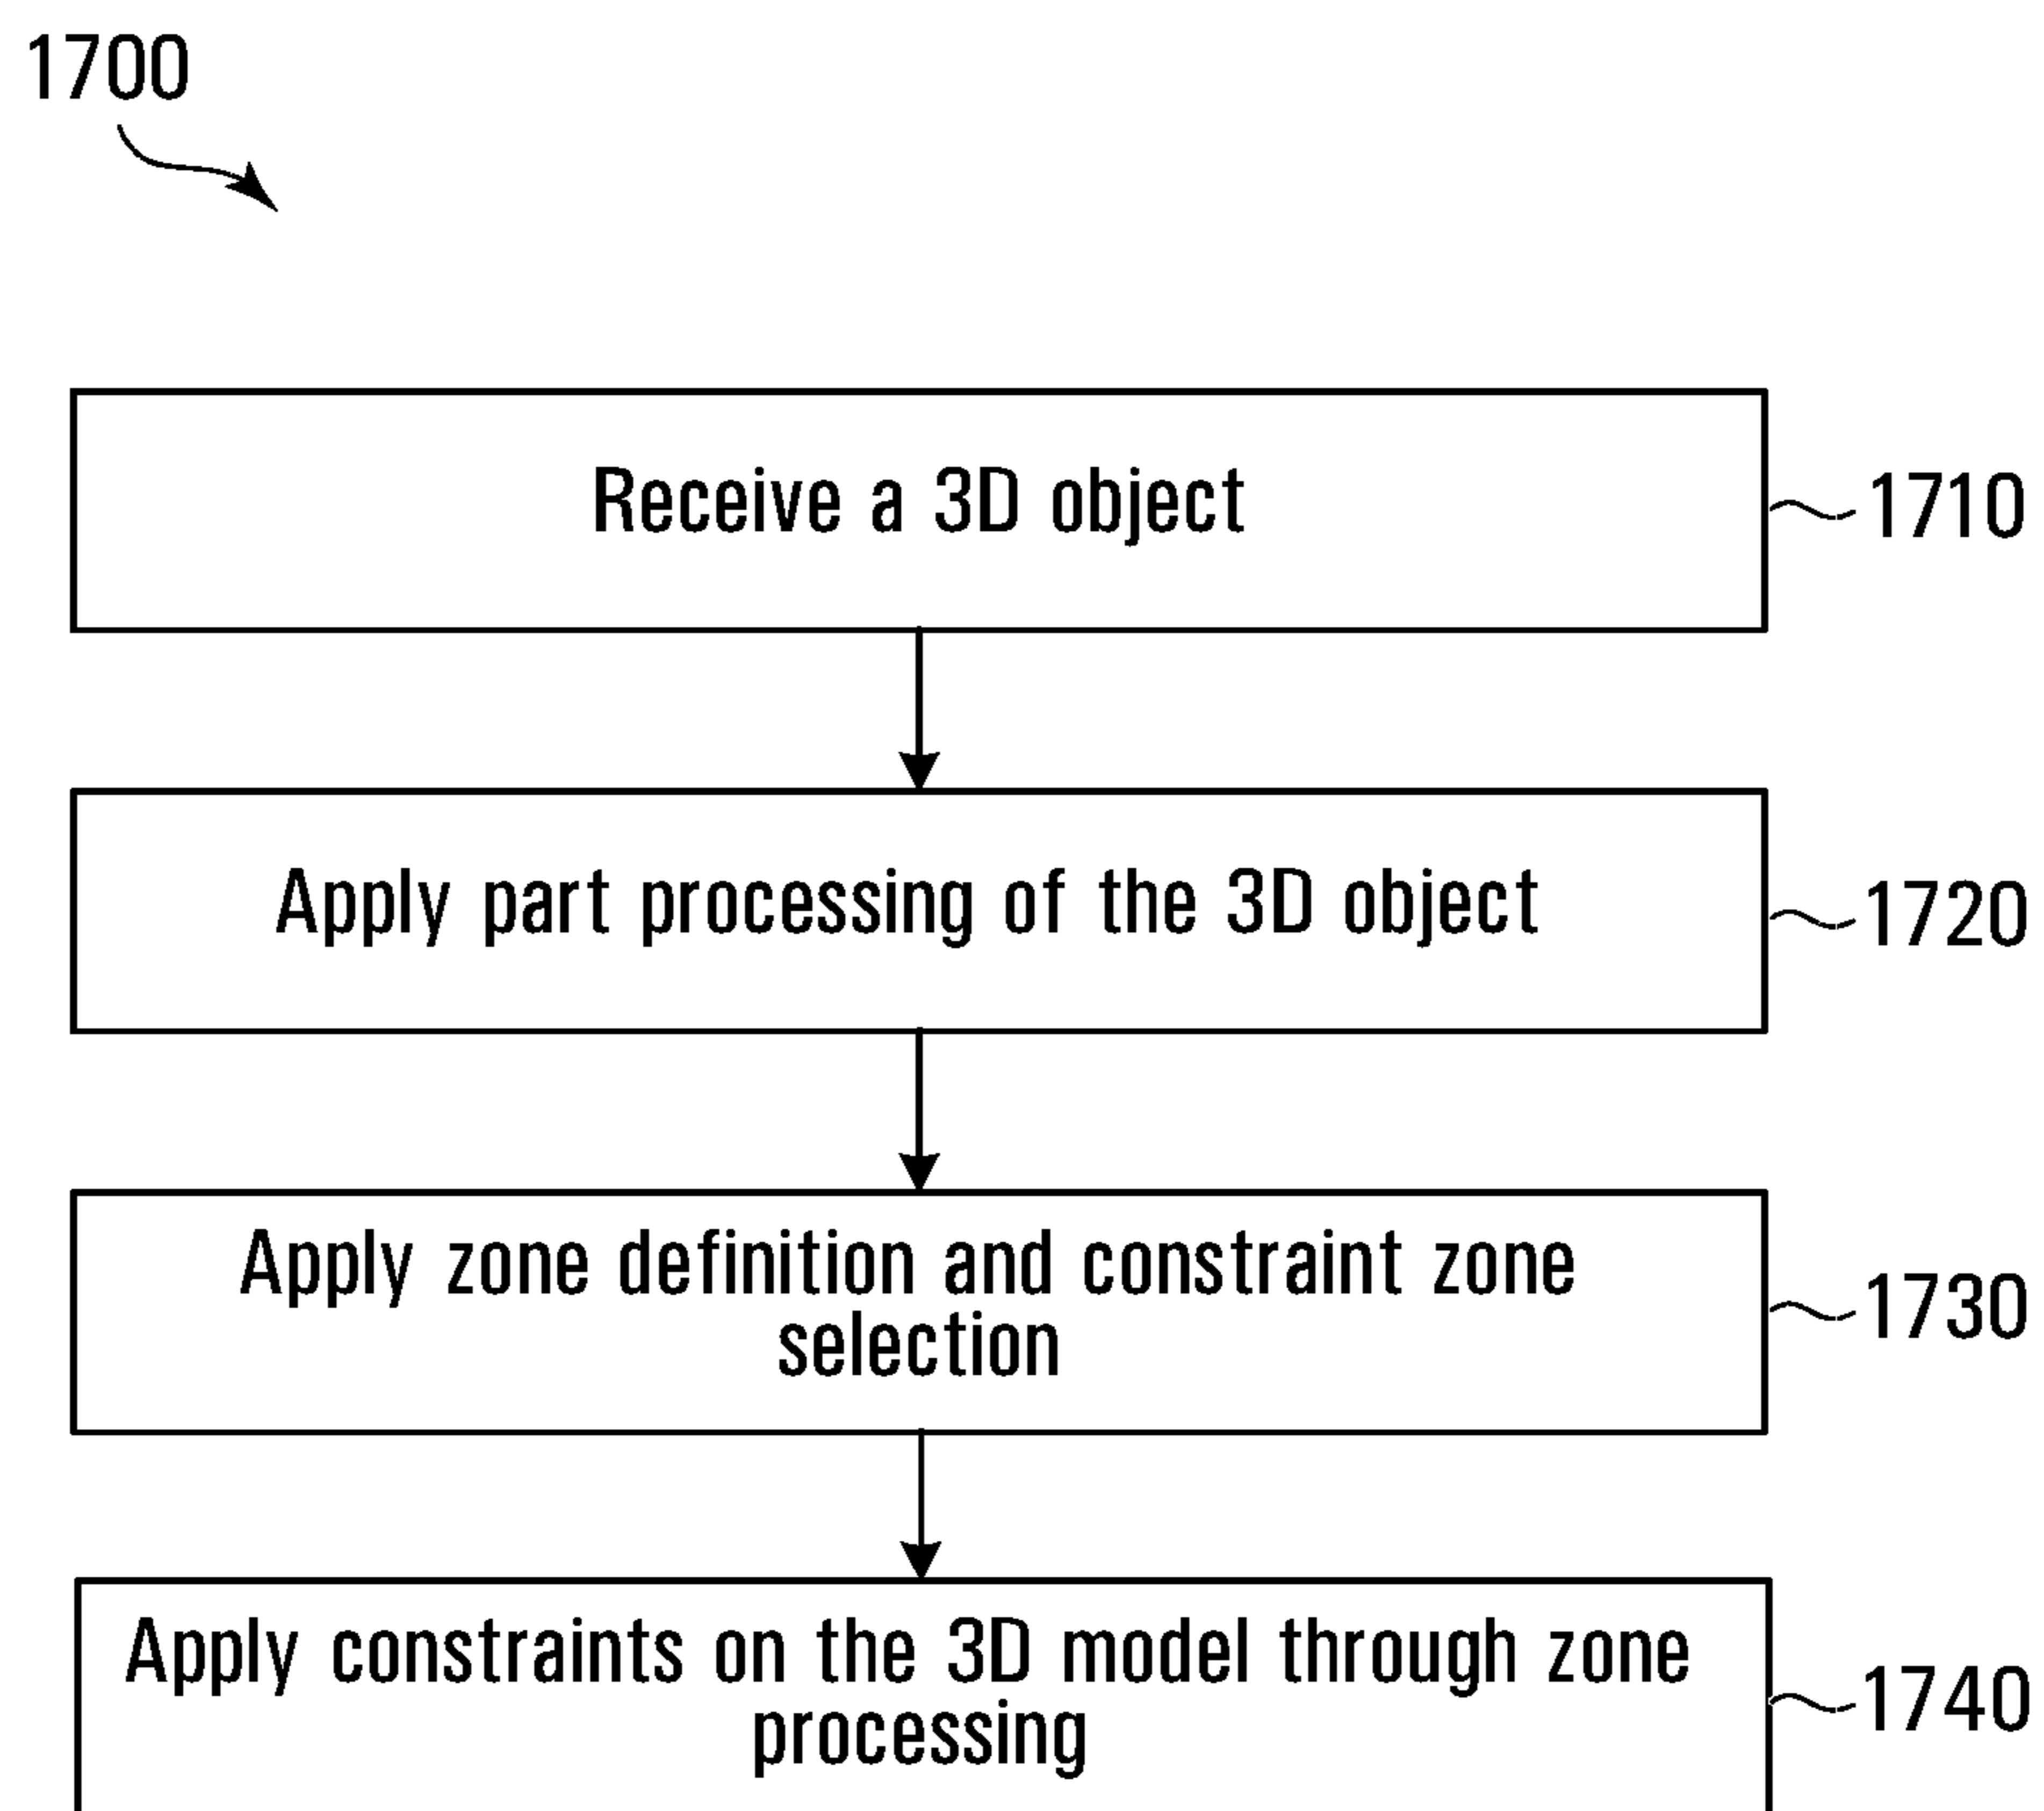 1700
Receive a 3D object
1710
Apply part processing of the 3D object
1720
Apply zone definition and constraint zone
selection
1730
Apply constraints on the 3D model through zone
processing
1740